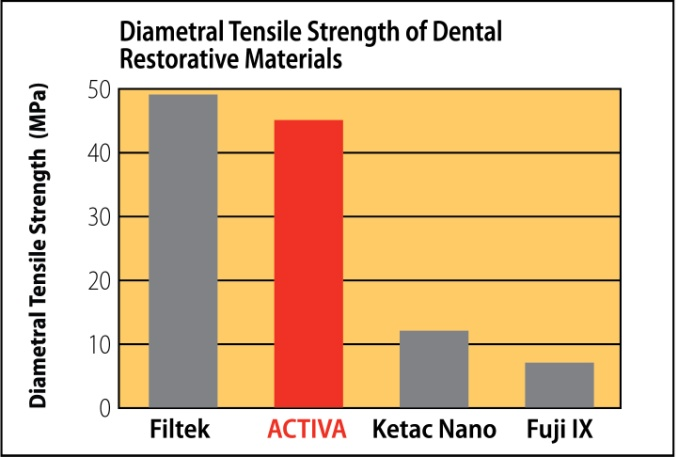 Diametral Tensile Strength of Dental
Restorative Materials
Diametral Tensile Strength (MPa)
50
40
30
20
10
0
Filtek ACTIVA Ketac Nano Fuji IX